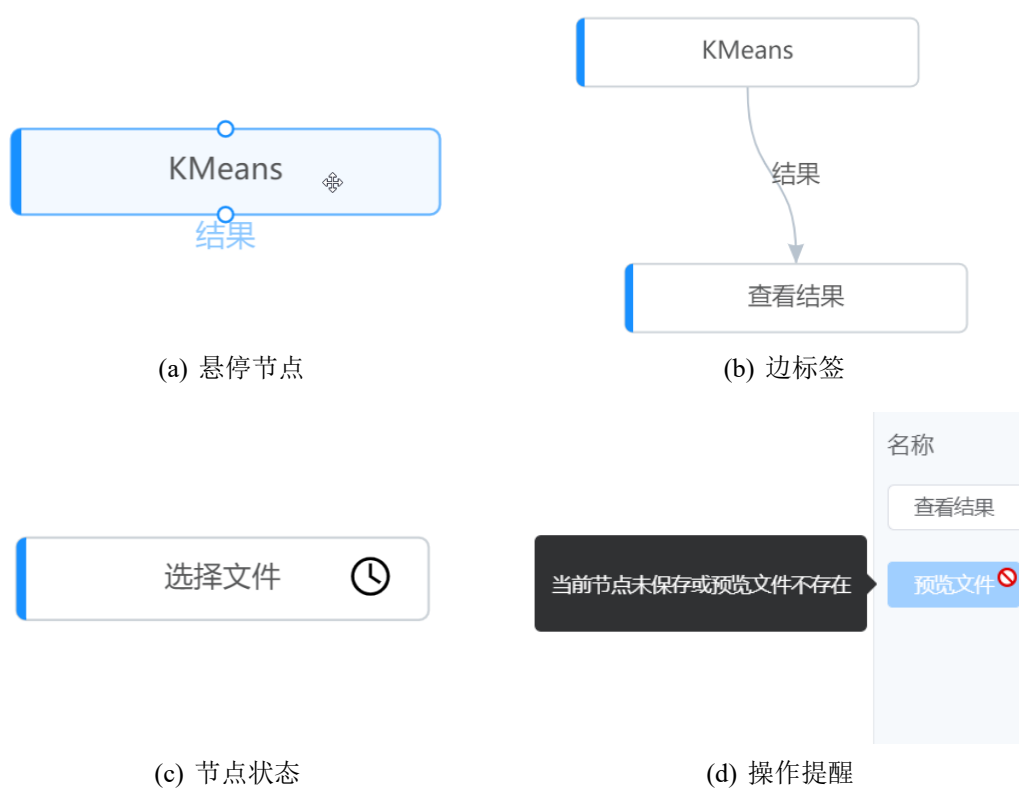 KMeans
结果
(a) 悬停节点
KMeans
结果
查看结果
(b) 边标签
选择文件
(c) 节点状态
名称
查看结果
当前节点未保存或预览文件不存在
预览文件
(d) 操作提醒